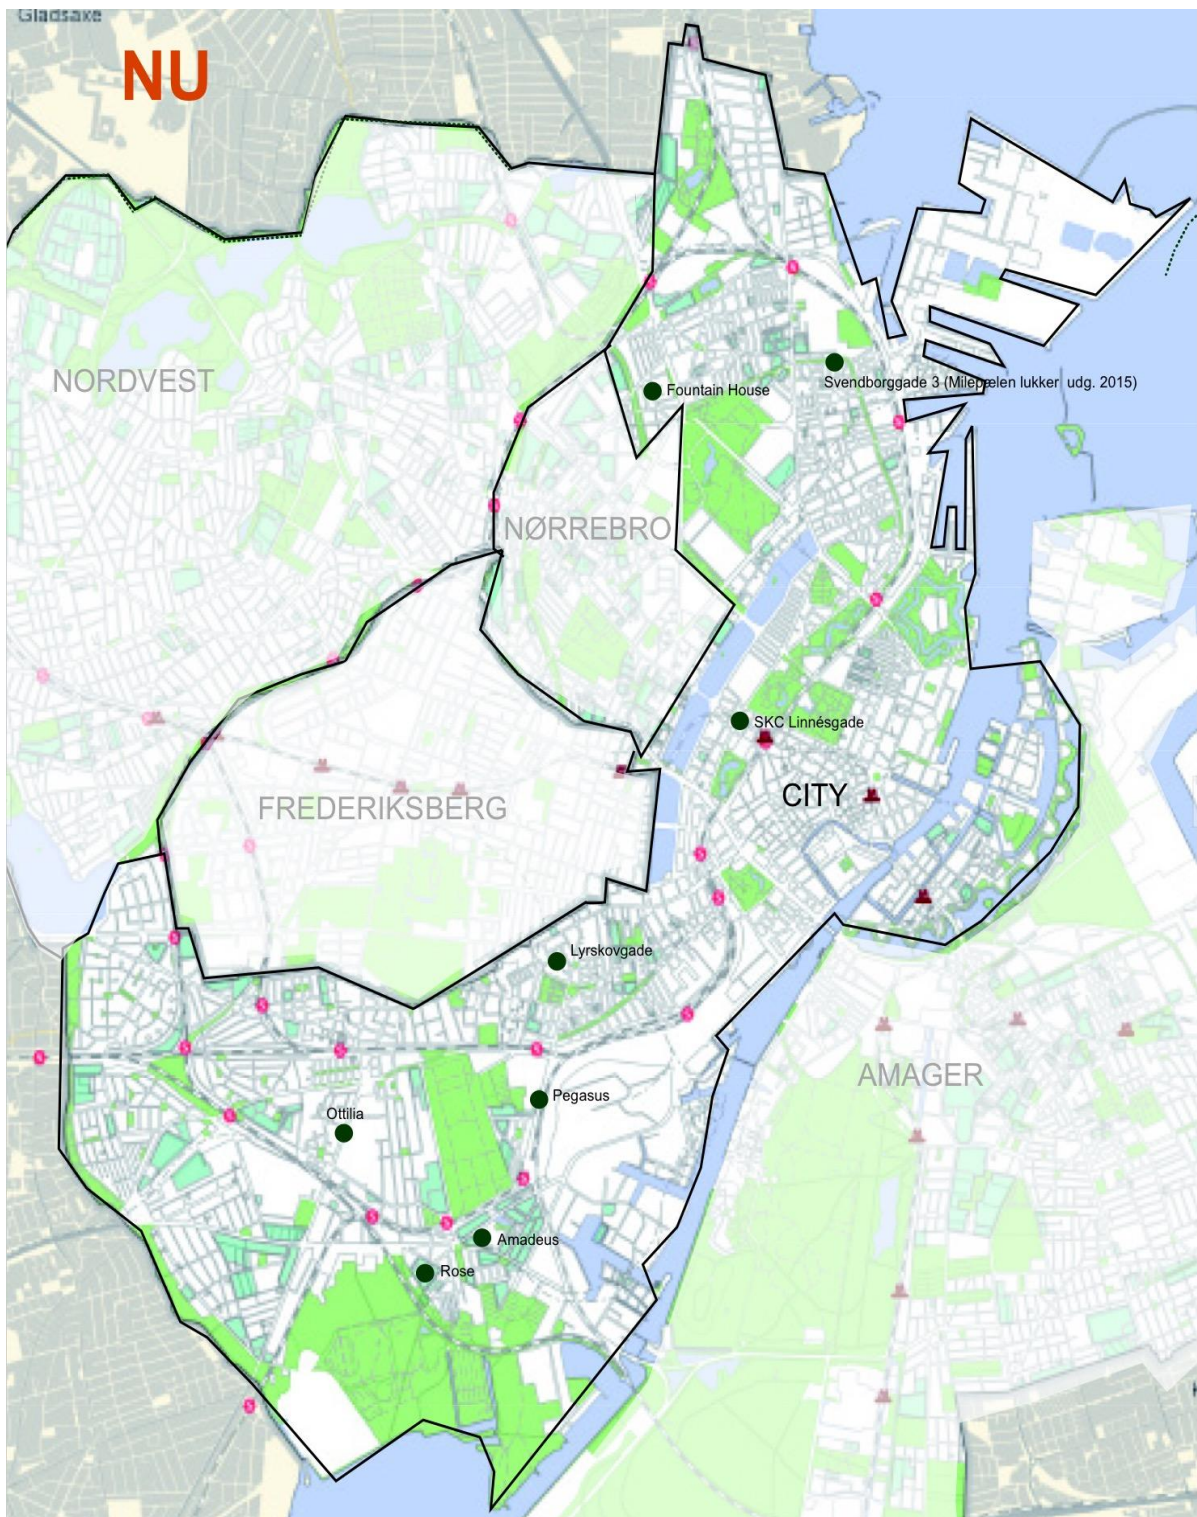 Gladsaxe
NU
NORDVEST
Fountain House
Svendborggade 3 (Milepælen lukker udg. 2015)
NØRREBRO
SKC Linnésgade
CITY
FREDERIKSBERG
Lyrskovgade
AMAGER
Pegasus
Ottilia
Amadeus
Rose